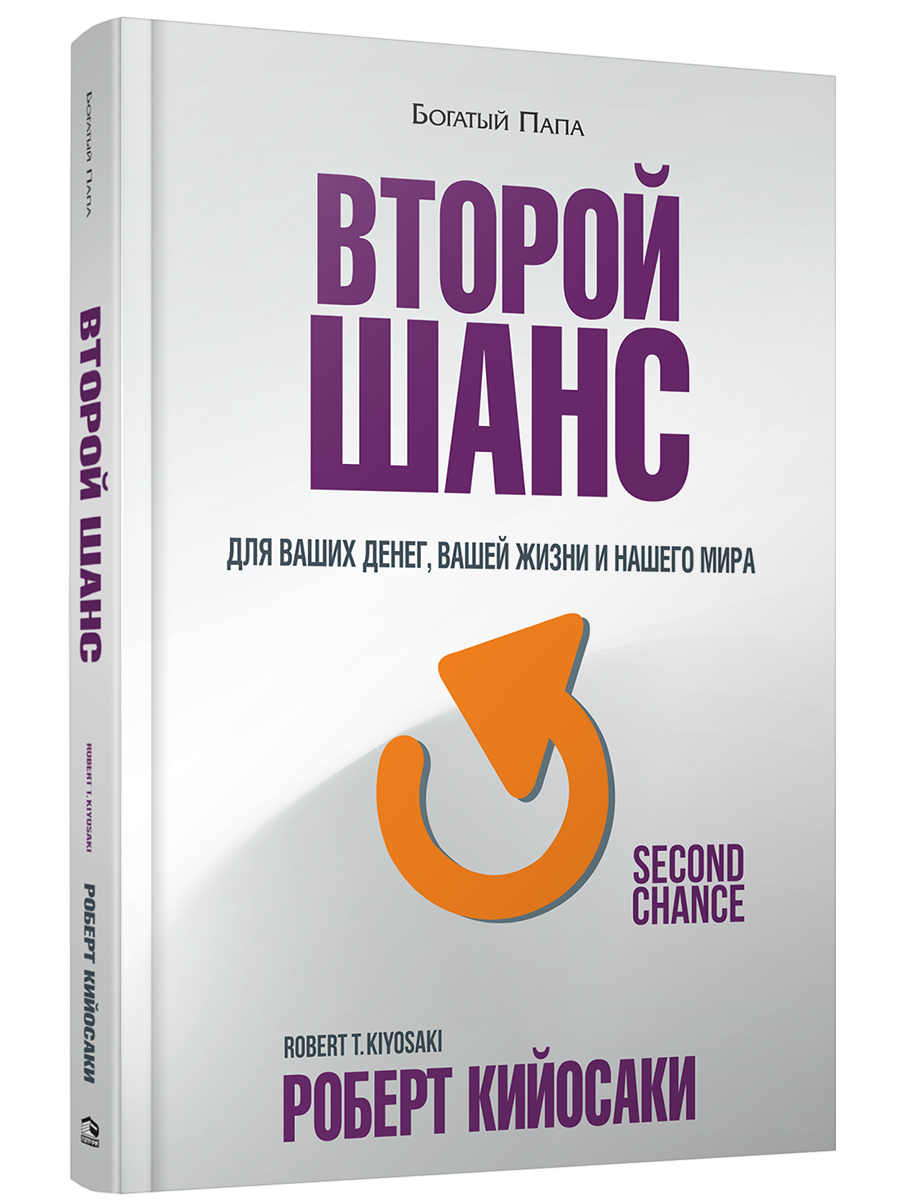 Богатый Папа
ВТОРОЙ
ШАНС
ДЛЯ ВАШИХ ДЕНЕГ, ВАШЕЙ ЖИЗНИ И НАШЕГО МИРА
SECOND
CHANCE
ROBERT T. KIYOSAKI
РОБЕРТ КИЙОСАКИ
Богатый Папа
ВТОРОЙ ШАНС
ROBERT T. KIYOSAKI
РОБЕРТ КИЙОСАКИ